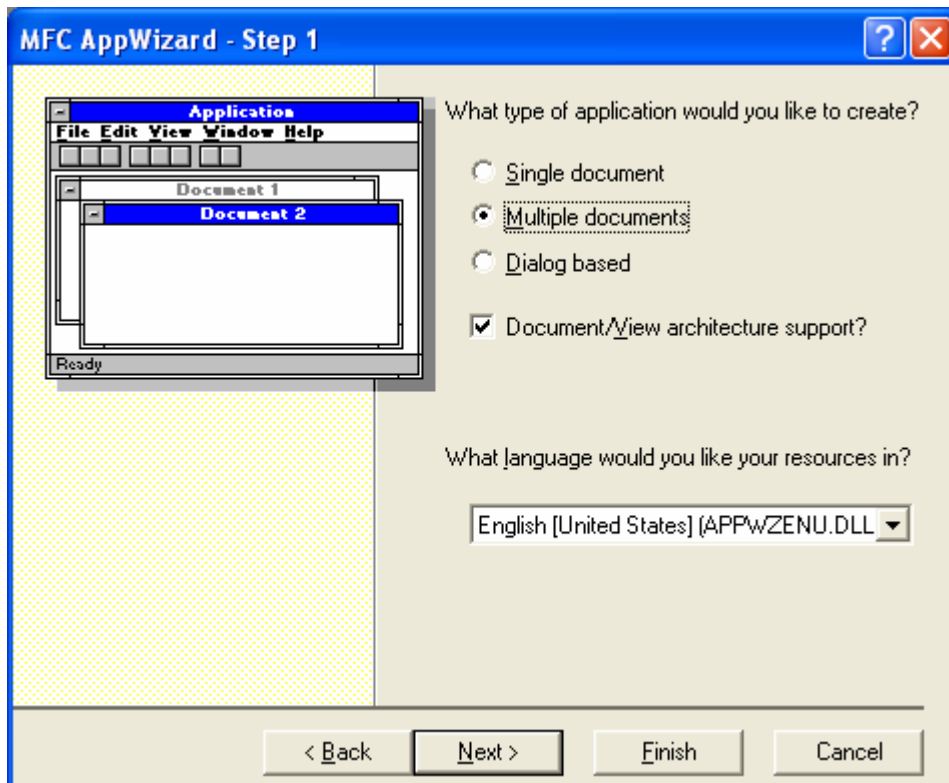 MFC AppWizard - Step 1
Application
File Edit View Window Help
Document 1
Document 2
Ready
What type of application would you like to create?
Single document
Multiple documents
Dialog based
Document/View architecture support?
What language would you like your resources in?
English [United States] (APPWZENU.DLL
< Back
Next >
Finish
Cancel